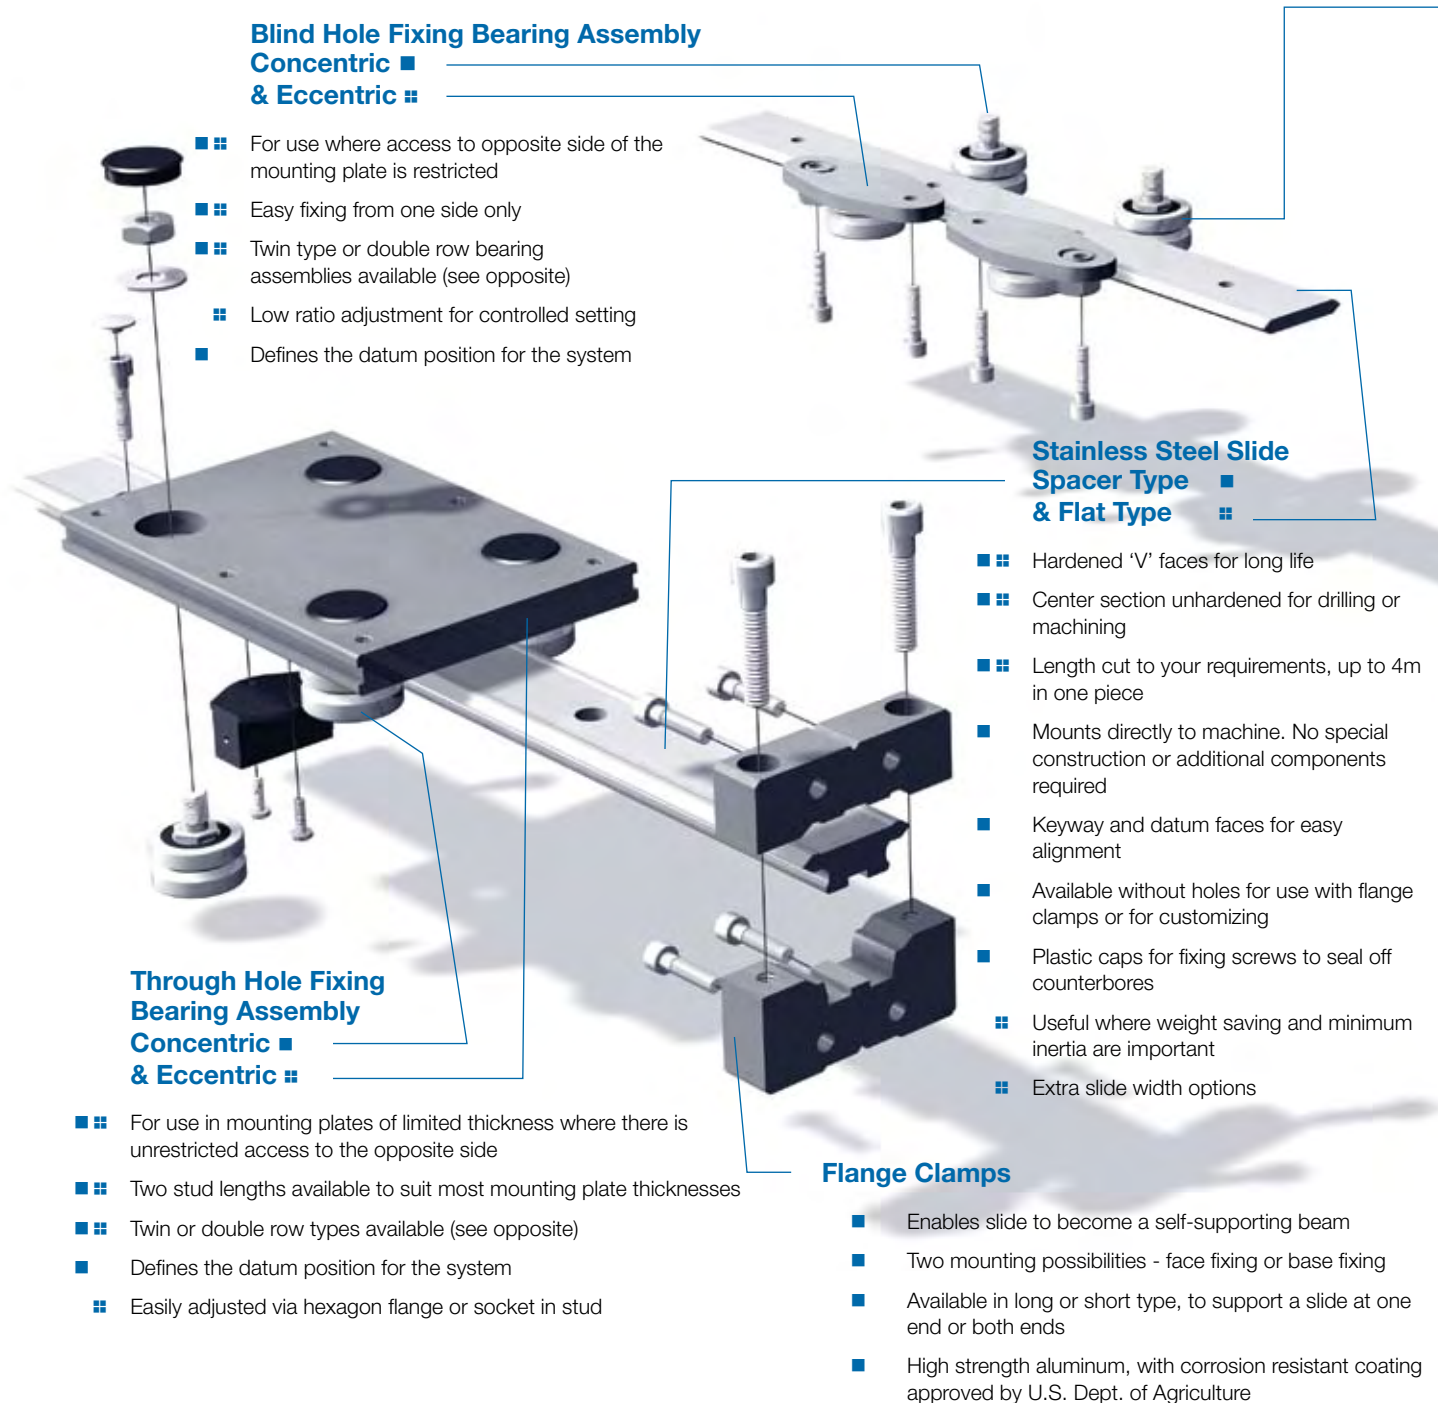 Blind Hole Fixing Bearing Assembly
Concentric ■
& Eccentric
For use where access to opposite side of the
mounting plate is restricted
Easy fixing from one side only
Twin type or double row bearing
assemblies available (see opposite)
Low ratio adjustment for controlled setting
Defines the datum position for the system
Stainless Steel Slide
Spacer Type ■
& Flat Type
Hardened ‘V’ faces for long life
Center section unhardened for drilling or
machining
Length cut to your requirements, up to 4m
in one piece
Mounts directly to machine. No special
construction or additional components
required
Keyway and datum faces for easy
alignment
Available without holes for use with flange
clamps or for customizing
Plastic caps for fixing screws to seal off
counterbores
Useful where weight saving and minimum
inertia are important
Extra slide width options
Through Hole Fixing
Bearing Assembly
Concentric ■
& Eccentric
For use in mounting plates of limited thickness where there is
unrestricted access to the opposite side
Two stud lengths available to suit most mounting plate thicknesses
Twin or double row types available (see opposite)
Defines the datum position for the system
Easily adjusted via hexagon flange or socket in stud
Flange Clamps
Enables slide to become a self-supporting beam
Two mounting possibilities - face fixing or base fixing
Available in long or short type, to support a slide at one
end or both ends
High strength aluminum, with corrosion resistant coating
approved by U.S. Dept. of Agriculture